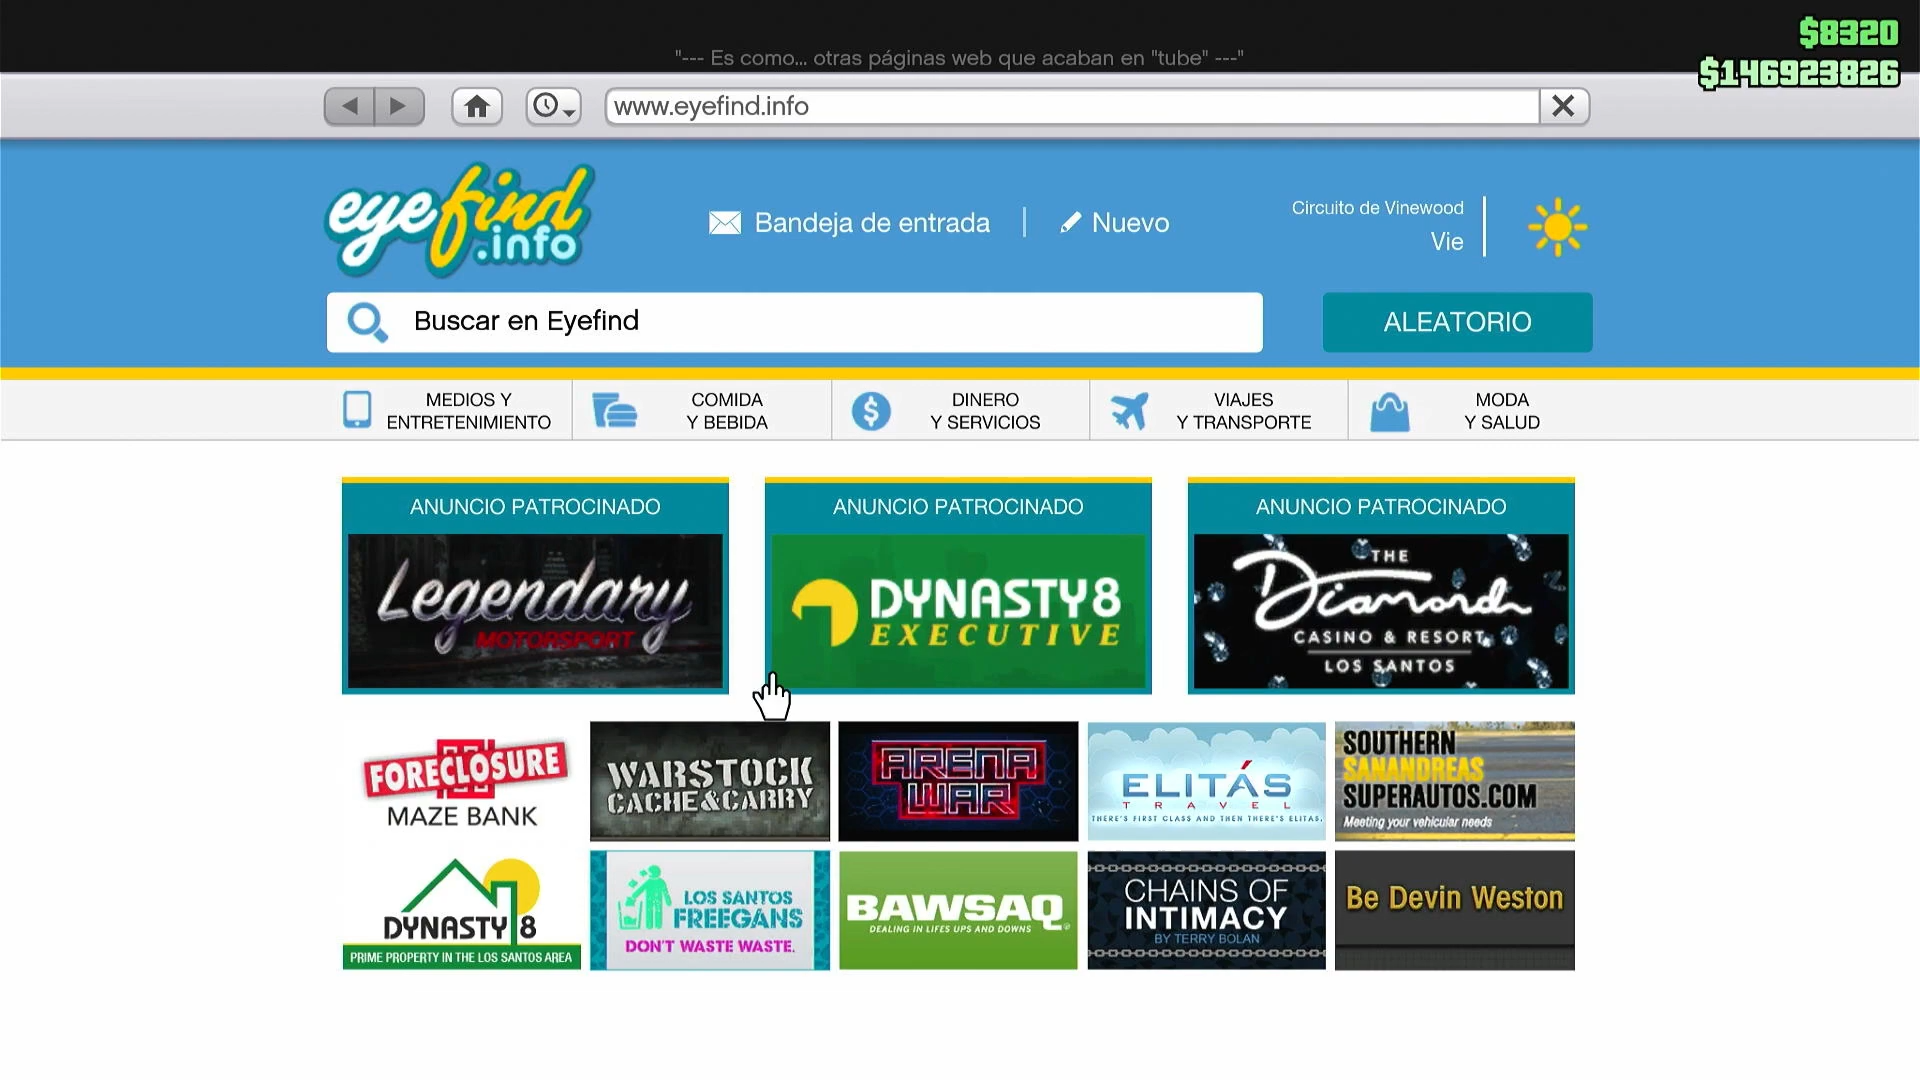 $8320
"--- Es como... otras páginas web que acaban en "tube" ---"
$146923826
www.eyefind.info
eyefind
.info
Bandeja de entrada
Nuevo
Circuito de Vinewood
Vie
Buscar en Eyefind
ALEATORIO
MEDIOS Y
ENTRETENIMIENTO
COMIDA
Y BEBIDA
DINERO
Y SERVICIOS
VIAJES
Y TRANSPORTE
MODA
Y SALUD
ANUNCIO PATROCINADO
Legendary
MOTORSPORT
ANUNCIO PATROCINADO
DYNASTY8
EXECUTIVE
ANUNCIO PATROCINADO
THE
Diamond
CASINO & RESORT
LOS SANTOS
FORECLOSURE
MAZE BANK
WARSTOCK
CACHE&CARRY
ARENA
WAR
ELITÁS
TRAVEL
THERE'S FIRST CLASS AND THEN THERE'S ELITAS.
SOUTHERN
SANANDREAS
SUPERAUTOS.COM
Meeting your vehicular needs
DYNASTY 8
PRIME PROPERTY IN THE LOS SANTOS AREA
LOS SANTOS
FREEGANS
DON'T WASTE WASTE.
BAWSAQ
DEALING IN LIFES UPS AND DOWNS
CHAINS OF
INTIMACY
BY TERRY BOLAN
Be Devin Weston